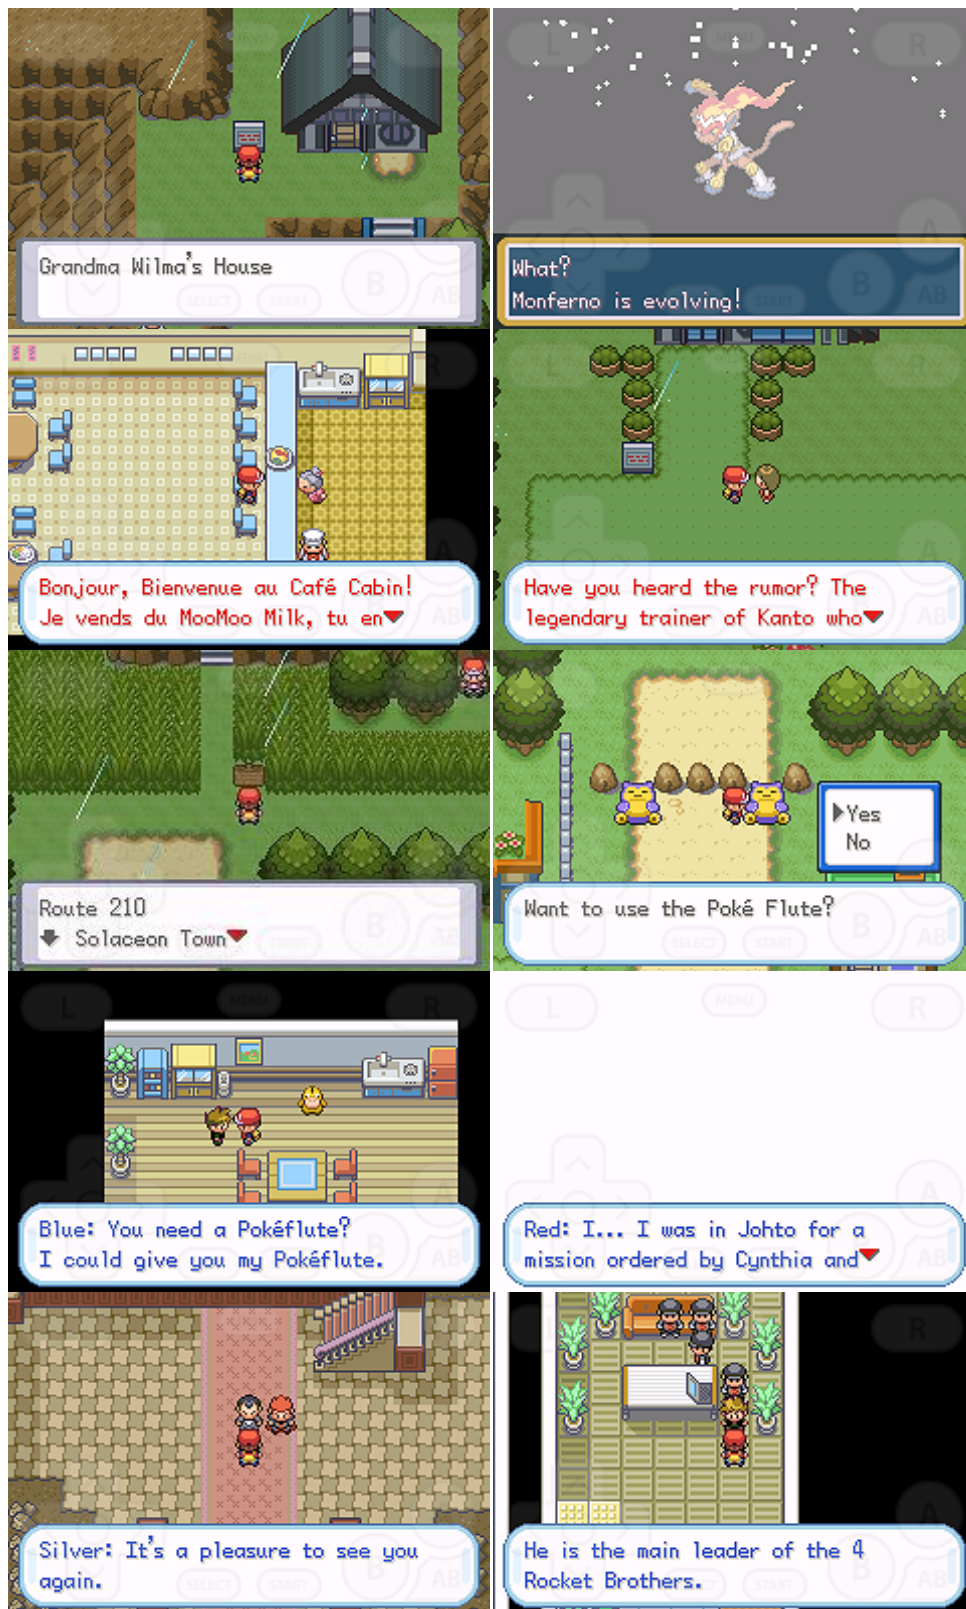 Grandma Wilma's House
What?
Monferno is evolving!
Bonjour, Bienvenue au Café Cabin!
Je vends du MooMoo Milk, tu en
Have you heard the rumor? The
legendary trainer of Kanto who
Route 210
Solaceon Town
Yes
No
Want to use the Poké Flute?
Blue: You need a Pokéflute?
I could give you my Pokéflute.
Red: I... I was in Johto for a
mission ordered by Cynthia and
Silver: It's a pleasure to see you
again.
He is the main leader of the 4
Rocket Brothers.
L
MENU
R
SELECT
START
B
A
AB